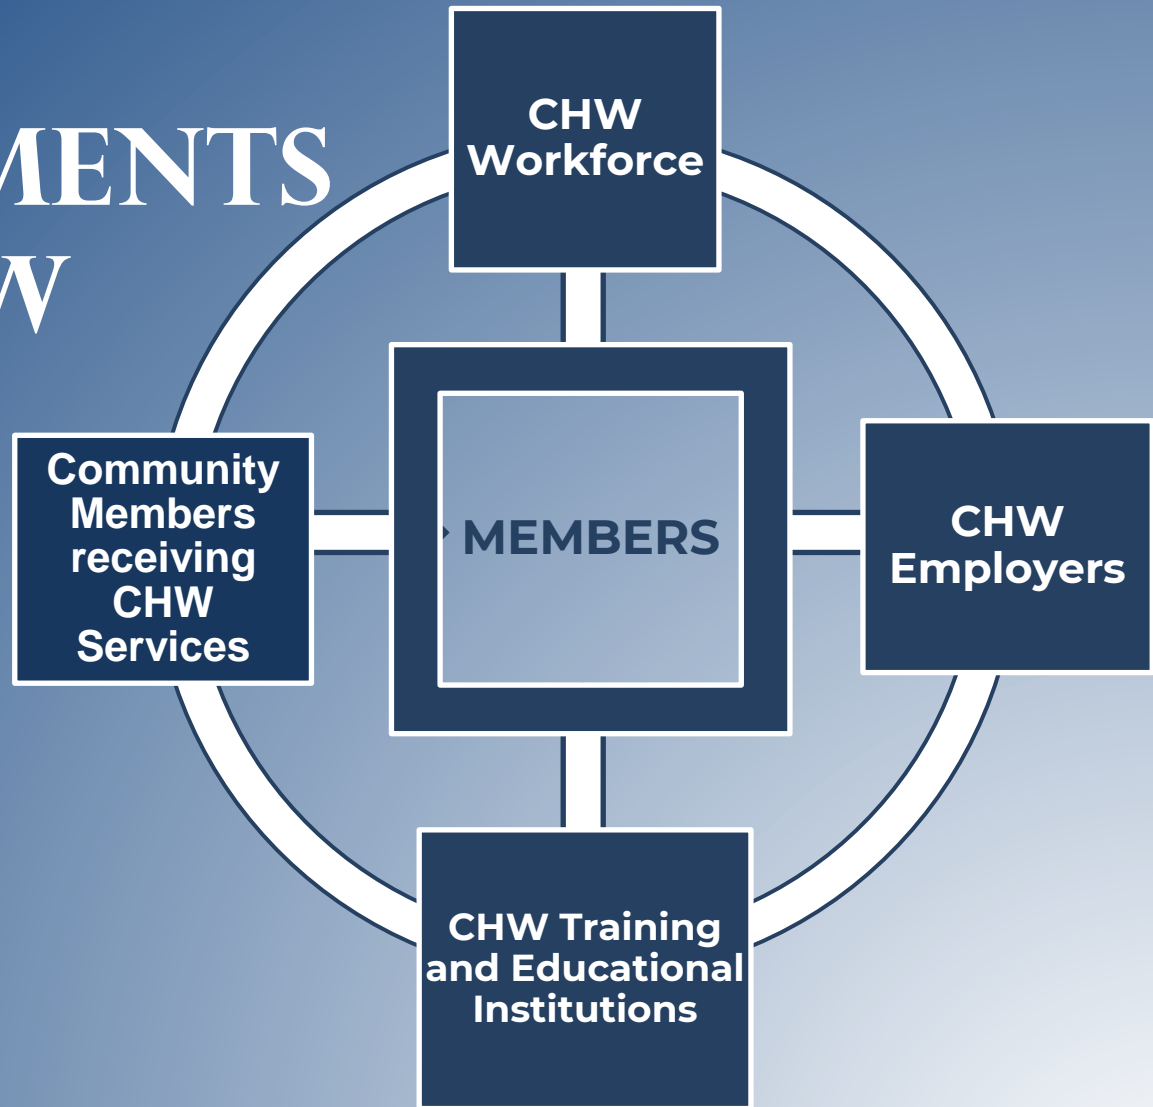 MENTS
W
CHW
Workforce
Community
Members
receiving
CHW
Services
MEMBERS
CHW
Employers
CHW Training
and Educational
Institutions